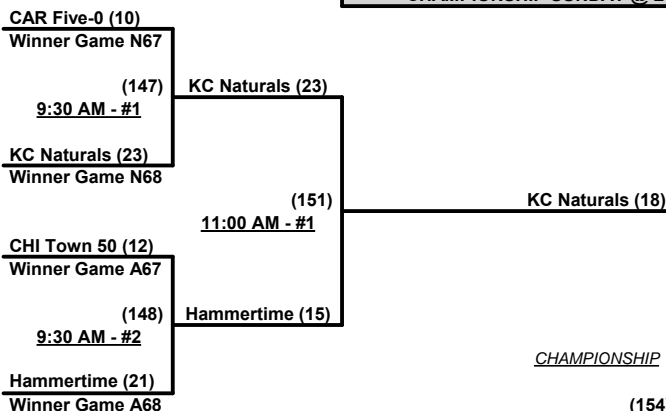 CAR Five-0 (10)
Winner Game N67
(147)
KC Naturals (23)
9:30 AM - #1
KC Naturals (23)
Winner Game N68
(151)
KC Naturals (18)
11:00 AM - #1
CHI Town 50 (12)
Winner Game A67
(148)
Hammertime (15)
9:30 AM - #2
CHAMPIONSHIP
Hammertime (21)
Winner Game A68
(154